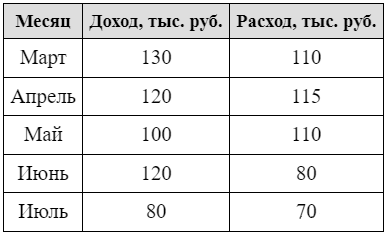 Месяц Доход, тыс. руб. Расход, тыс. руб.
Март 130 110
Апрель 120 115
Май 100 110
Июнь 120 80
Июль 80 70